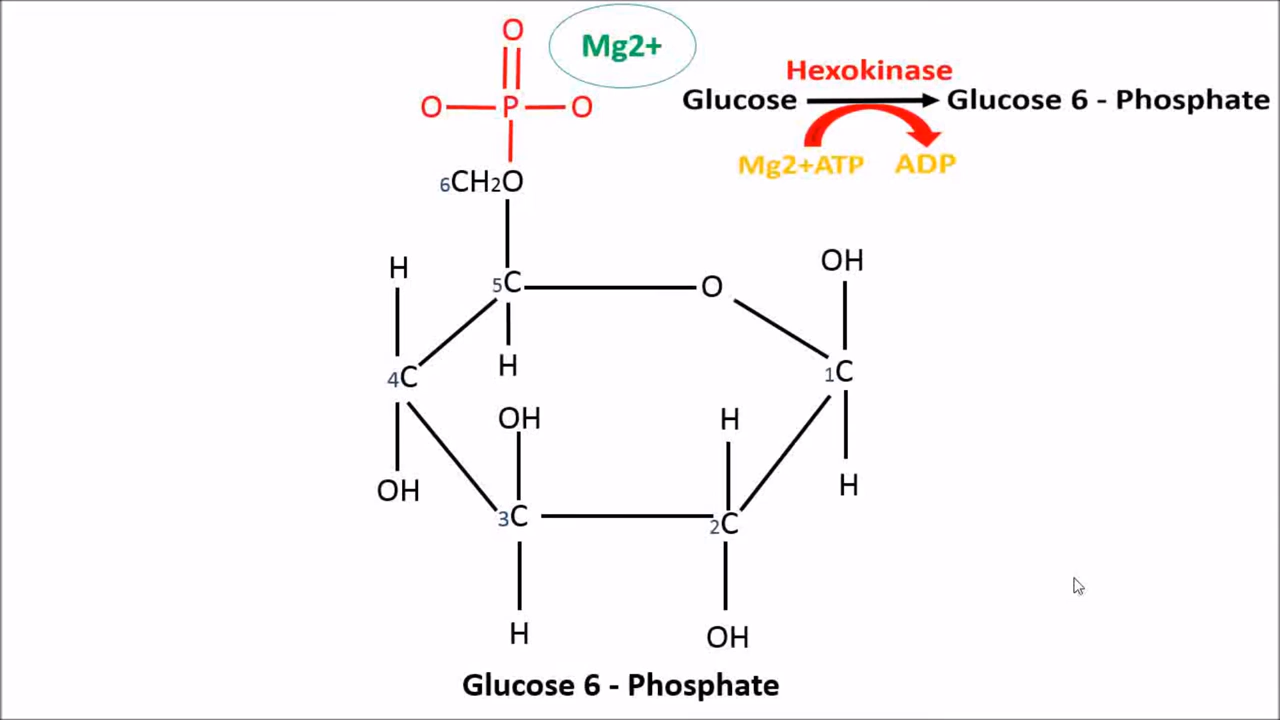 O
Mg2+
Hexokinase
O P O
Glucose Glucose 6 - Phosphate
Mg2+ATP ADP
6CH2O
H
OH
5C O
H
4C
1C
OH
H
OH
H
H
3C
2C
H
OH
Glucose 6 - Phosphate